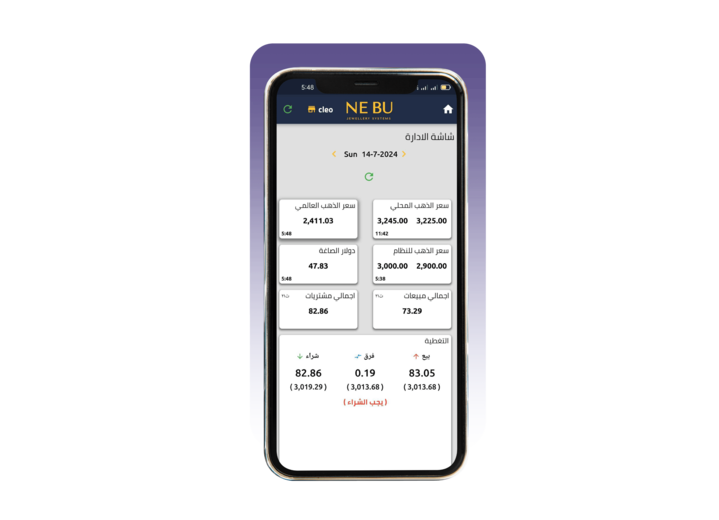 5:48
cleo
NE BU
JEWELLERY SYSTEMS
شاشة الادارة
Sun 14-7-2024
سعر الذهب المحلي
3,245.00 3,225.00
11:42
سعر الذهب العالمي
2,411.03
5:48
سعر الذهب للنظام
3,000.00 2,900.00
5:38
دولار الصاغة
47.83
5:48
اجمالي مبيعات ت٢١
73.29
اجمالي مشتريات ت٢١
82.86
التغطية
بيع فرق شراء
82.86 0.19 83.05
( 3,019.29 ) ( 3,013.68 ) ( 3,013.68 )
( يجب الشراء )